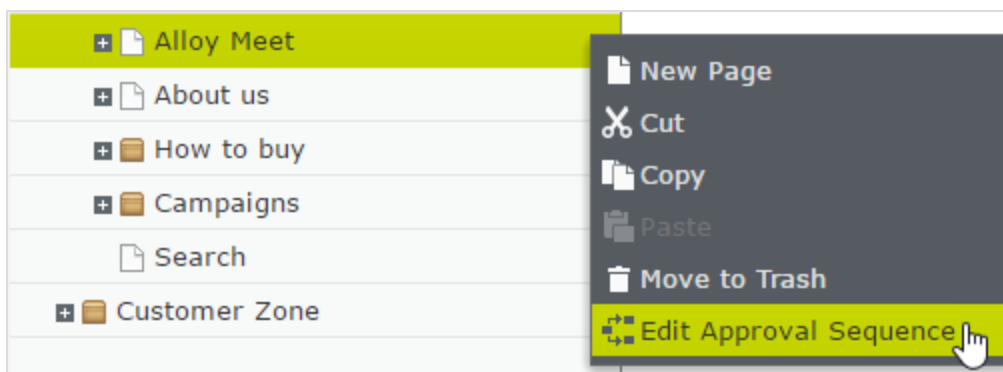 Alloy Meet
About us
How to buy
Campaigns
Search
Customer Zone
New Page
Cut
Copy
Paste
Move to Trash
Edit Approval Sequence